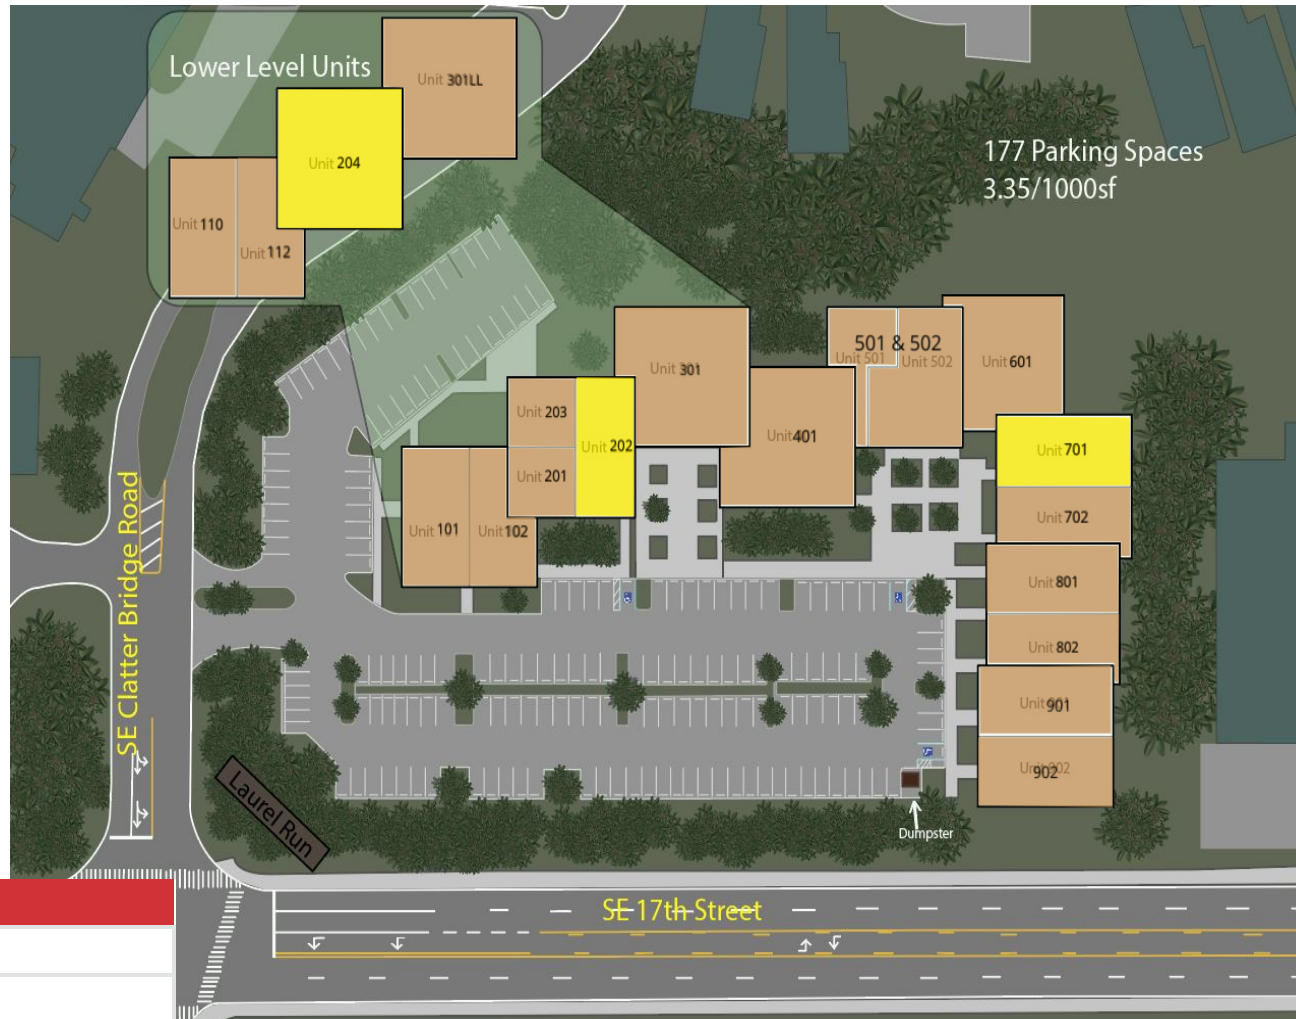 Lower Level Units
Unit 301LL
Unit 204
Unit 110
Unit 112
177 Parking Spaces
3.35/1000sf
Unit 301
501 & 502
Unit 501
Unit 502
Unit 601
Unit 203
Unit 202
Unit 401
Unit 701
Unit 201
Unit 702
Unit 101
Unit 102
Unit 801
Unit 802
Unit 901
901
Unit 902
902
SE Clatter Bridge Road
Laurel Run
Dumpster
SE 17th Street